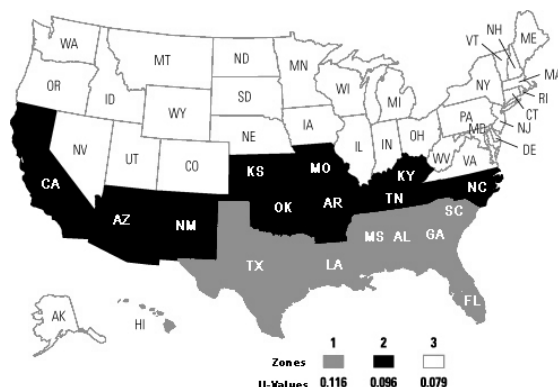 WA
MT
ND
MN
VT
NH
ME
OR
ID
WY
SD
WI
MI
NY
MA
RI
CT
NV
UT
CO
NE
IA
IL
IN
OH
PA
NJ
MD
DE
WV
VA
CA
AZ
NM
KS
MO
KY
OK
AR
TN
NC
TX
LA
MS
AL
GA
SC
FL
AK
HI
1 2 3
Zones
U-Values 0.116 0.096 0.079